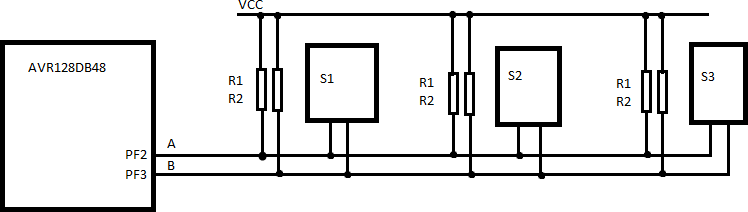 VCC
AVR128DB48
R1
R2
S1
R1
R2
S2
R1
R2
S3
A
PF2
B
PF3